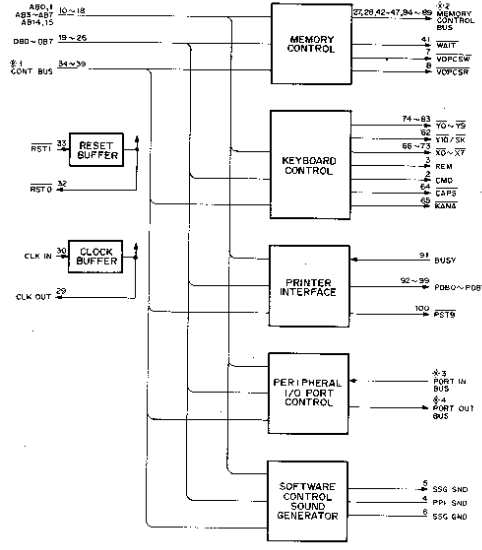 AB0,1
AB3~AB7 10~18
AB14,15
DB0~DB7 19~26
※1 34~39
CONT BUS
33
RST I
RESET BUFFER
32
RST O
30
CLK IN
CLOCK BUFFER
29
CLK OUT
MEMORY CONTROL
27,28,42~47,94~89
※2
MEMORY CONTROL BUS
41 WAIT
7 VDPCSW
8 VDPCSR
KEYBOARD CONTROL
74~83 Y0~Y9
62 Y10/SK
66~73 X0~X7
3 REM
2 CMD
64 CAPS
65 KANA
PRINTER INTERFACE
91 BUSY
92~99 PDB0~PDB7
100 PSTB
PERIPHERAL I/O PORT CONTROL
※3
PORT IN BUS
※4
PORT OUT BUS
SOFTWARE CONTROL SOUND GENERATOR
5 SSG SND
4 PPI SND
6 SSG GND